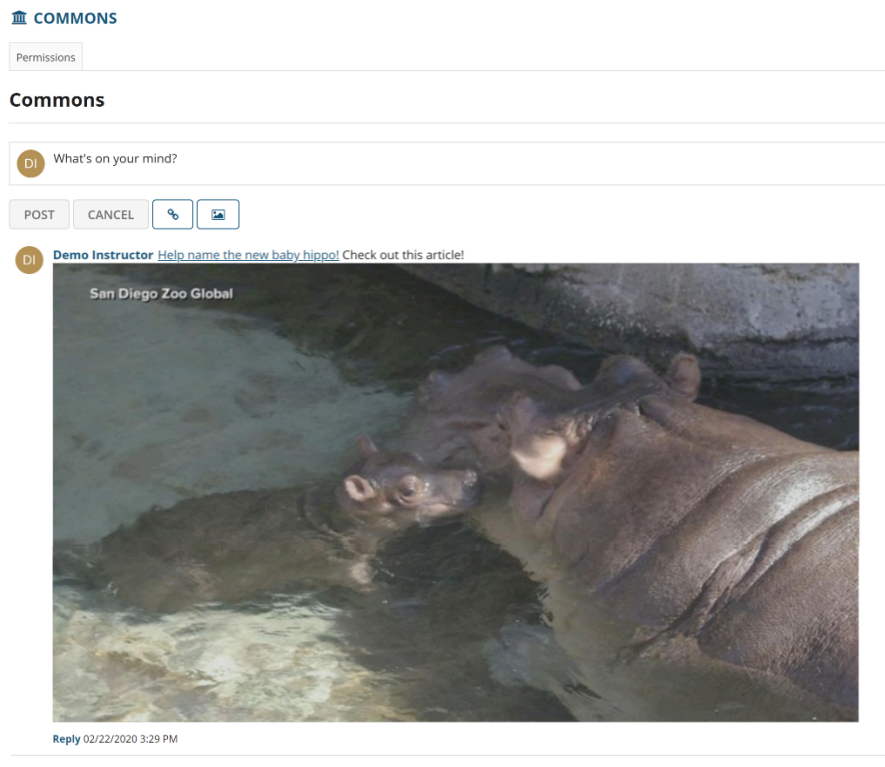 COMMONS
Permissions
Commons
DI What's on your mind?
POST CANCEL
DI Demo Instructor Help name the new baby hippo! Check out this article!
San Diego Zoo Global
Reply 02/22/2020 3:29 PM